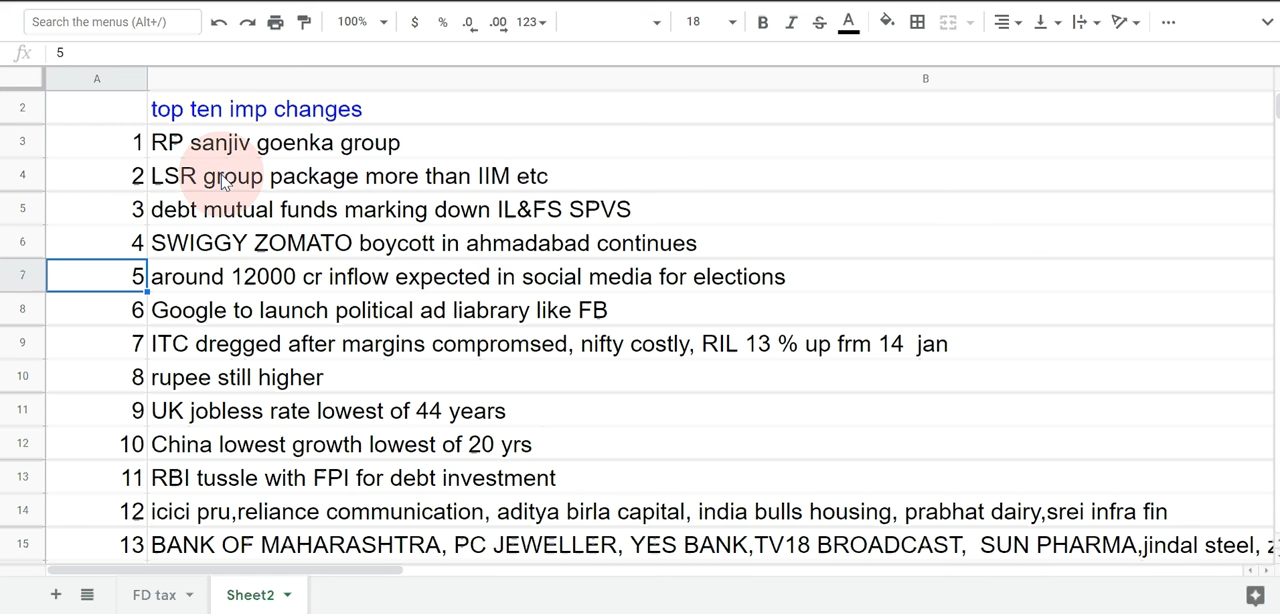 Search the menus (Alt+/) 100% $ % .0 .00 123 18 B I S A
fx 5
A B
2 top ten imp changes
3 1 RP sanjiv goenka group
4 2 LSR group package more than IIM etc
5 3 debt mutual funds marking down IL&FS SPVS
6 4 SWIGGY ZOMATO boycott in ahmadabad continues
7 5 around 12000 cr inflow expected in social media for elections
8 6 Google to launch political ad liabrary like FB
9 7 ITC dregged after margins compromsed, nifty costly, RIL 13 % up frm 14 jan
10 8 rupee still higher
11 9 UK jobless rate lowest of 44 years
12 10 China lowest growth lowest of 20 yrs
13 11 RBI tussle with FPI for debt investment
14 12 icici pru,reliance communication, aditya birla capital, india bulls housing, prabhat dairy,srei infra fin
15 13 BANK OF MAHARASHTRA, PC JEWELLER, YES BANK,TV18 BROADCAST, SUN PHARMA,jindal steel,
FD tax Sheet2